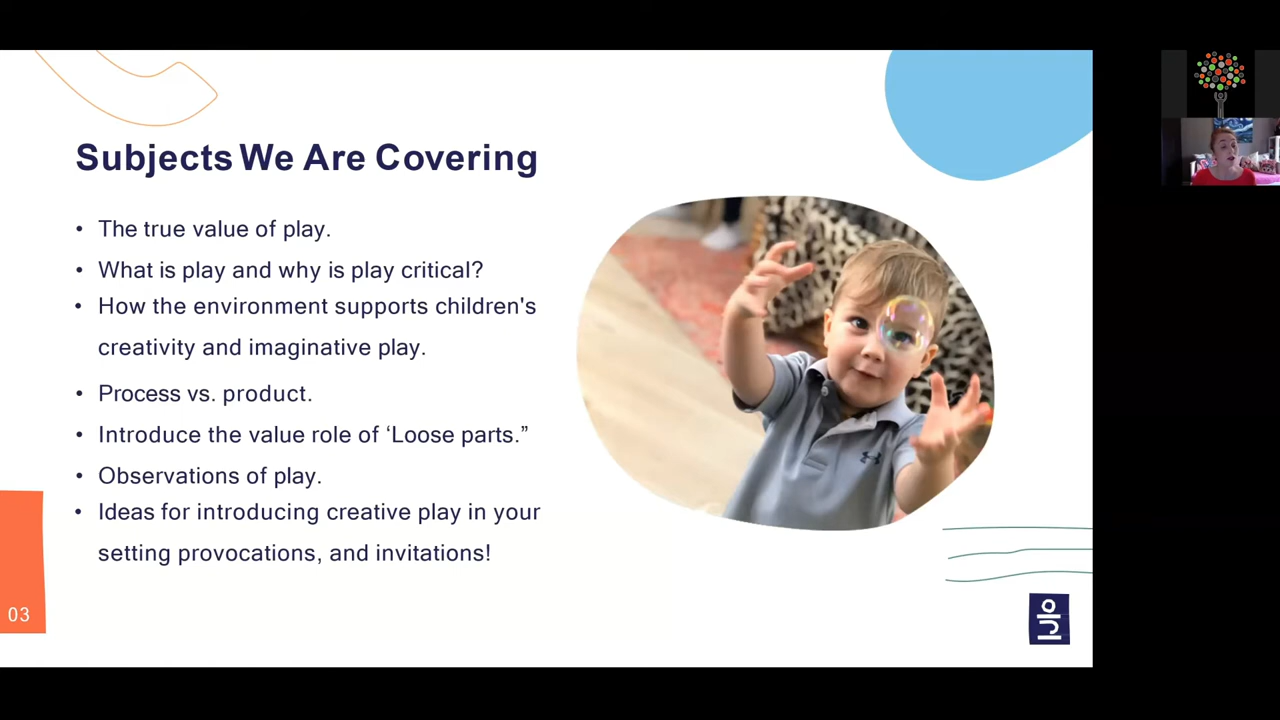 Subjects We Are Covering
• The true value of play.
• What is play and why is play critical?
• How the environment supports children's
creativity and imaginative play.
• Process vs. product.
• Introduce the value role of ‘Loose parts.”
• Observations of play.
• Ideas for introducing creative play in your
setting provocations, and invitations!
03